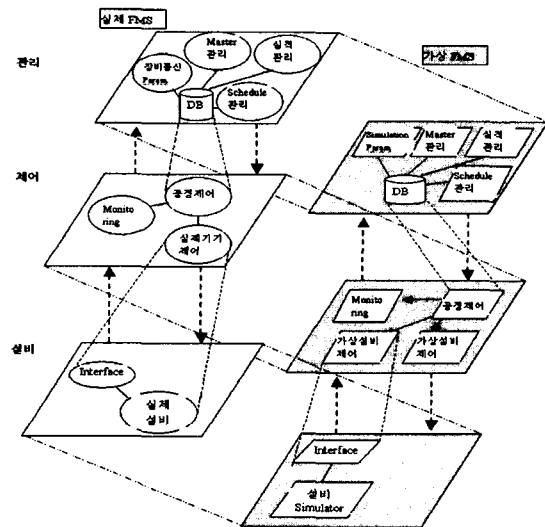 실제 FMS
가상 FMS
관리
Master
관리
실적
관리
장비통신
Param
DB
Schedule
관리
Simulation
Param
Master
관리
실적
관리
DB
Schedule
관리
제어
Monito
ring
공정제어
실제기기
제어
Monito
ring
공정제어
가상설비
제어
가상설비
제어
설비
Interface
실제
설비
Interface
설비
Simulator